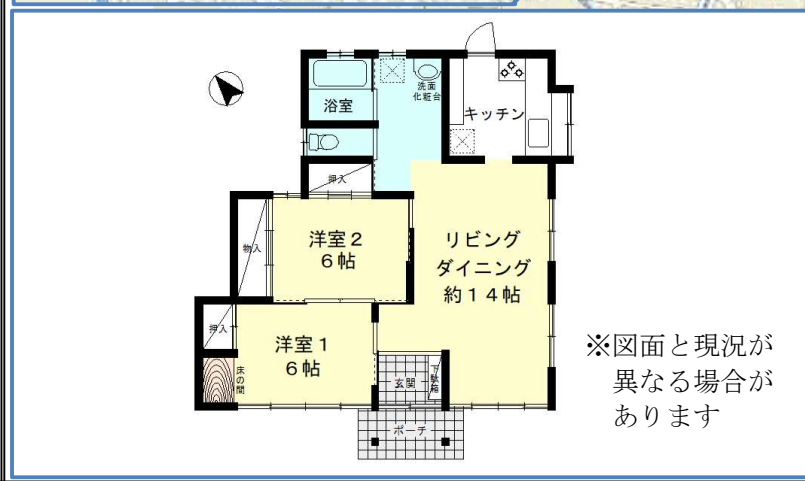 浴室
洗面
化粧台
キッチン
押入
物入
洋室２
６帖
リビング
ダイニング
約１４帖
押入
床の間
洋室１
６帖
玄関
下駄箱
ポーチ
※図面と現況が
異なる場合が
あります